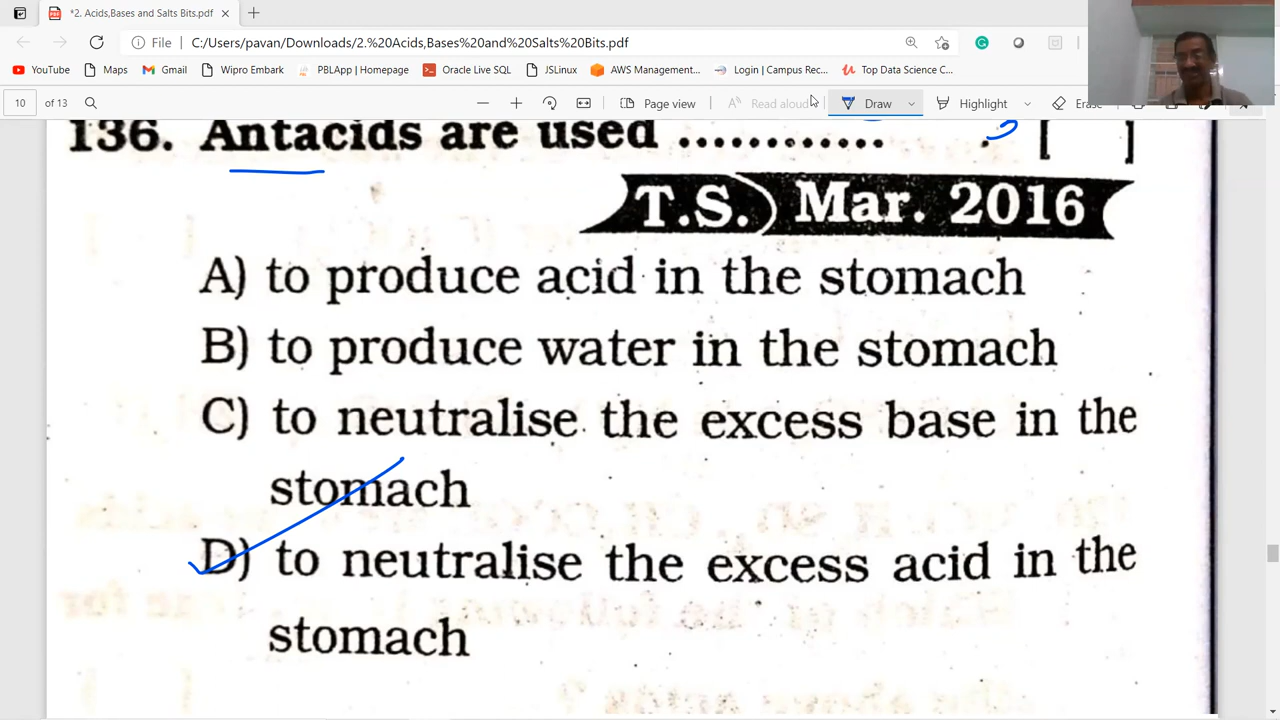 *2. Acids,Bases and Salts Bits.pdf
File C:/Users/pavan/Downloads/2.%20Acids,Bases%20and%20Salts%20Bits.pdf
YouTube Maps Gmail Wipro Embark PBLApp | Homepage Oracle Live SQL JSLinux AWS Management... Login | Campus Rec... Top Data Science C...
10 of 13 Page view Read aloud Draw Highlight Erase
136. Antacids are used ............ [ ]
T.S. Mar. 2016
A) to produce acid in the stomach
B) to produce water in the stomach
C) to neutralise the excess base in the
stomach
D) to neutralise the excess acid in the
stomach